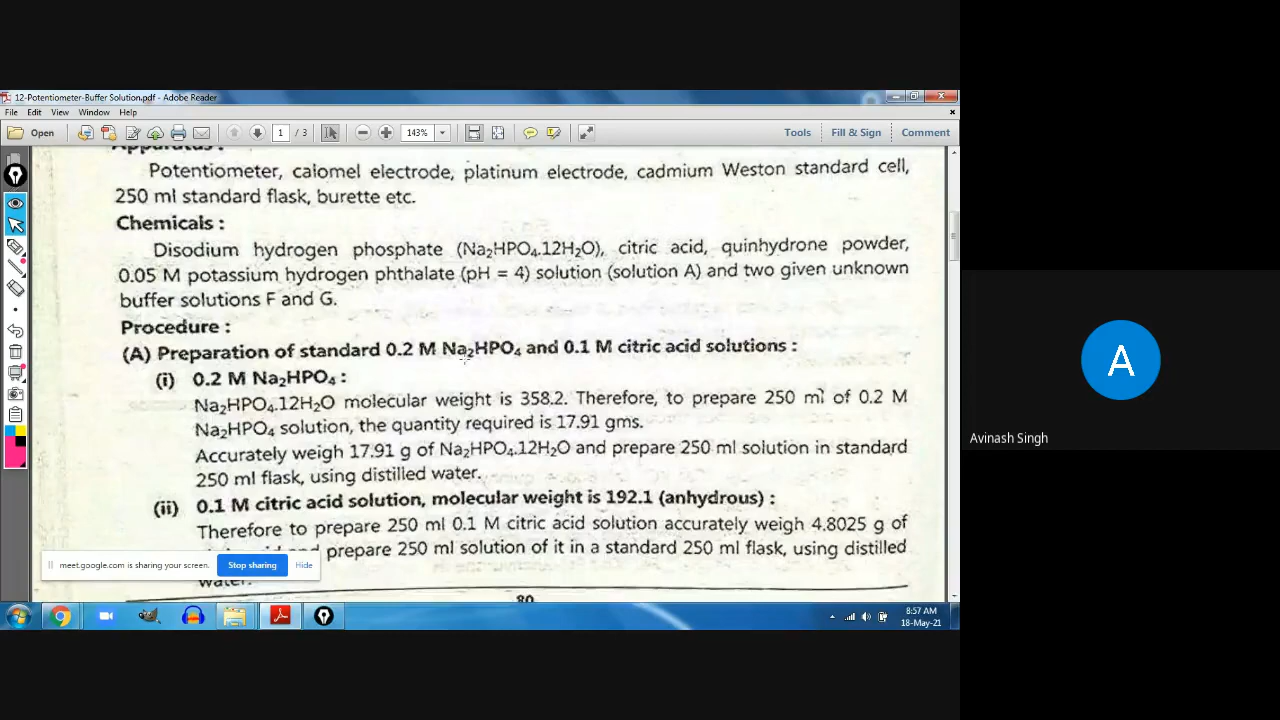 12-Potentiometer-Buffer Solution.pdf - Adobe Reader
File Edit View Window Help
Open 1 / 3 143% Tools Fill & Sign Comment
Apparatus :
Potentiometer, calomel electrode, platinum electrode, cadmium Weston standard cell,
250 ml standard flask, burette etc.
Chemicals :
Disodium hydrogen phosphate (Na₂HPO₄.12H₂O), citric acid, quinhydrone powder,
0.05 M potassium hydrogen phthalate (pH = 4) solution (solution A) and two given unknown
buffer solutions F and G.
Procedure :
(A) Preparation of standard 0.2 M Na₂HPO₄ and 0.1 M citric acid solutions :
(i) 0.2 M Na₂HPO₄ :
Na₂HPO₄.12H₂O molecular weight is 358.2. Therefore, to prepare 250 ml of 0.2 M
Na₂HPO₄ solution, the quantity required is 17.91 gms.
Accurately weigh 17.91 g of Na₂HPO₄.12H₂O and prepare 250 ml solution in standard
250 ml flask, using distilled water.
(ii) 0.1 M citric acid solution, molecular weight is 192.1 (anhydrous) :
Therefore to prepare 250 ml 0.1 M citric acid solution accurately weigh 4.8025 g of
prepare 250 ml solution of it in a standard 250 ml flask, using distilled
water.
80
meet.google.com is sharing your screen. Stop sharing Hide
8:57 AM
18-May-21
A
Avinash Singh